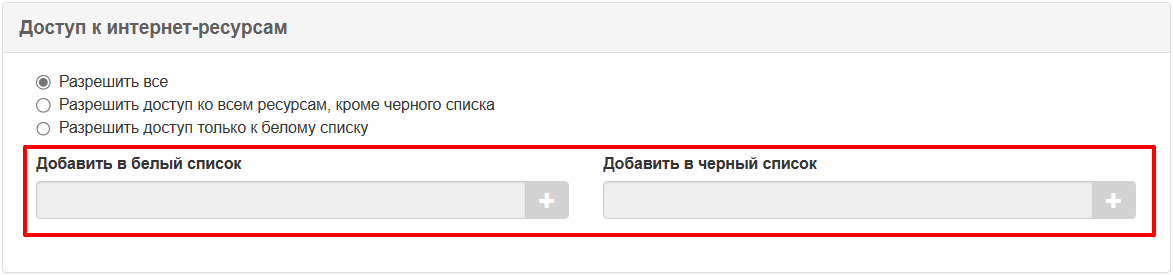 Доступ к интернет-ресурсам
Разрешить все
Разрешить доступ ко всем ресурсам, кроме черного списка
Разрешить доступ только к белому списку
Добавить в белый список
Добавить в черный список